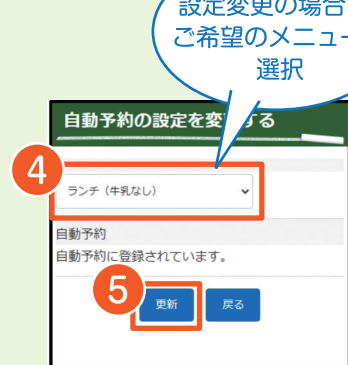 設定変更の場合
ご希望のメニュー
選択
自動予約の設定を変する
4
ランチ（牛乳なし）
自動予約
自動予約に登録されています。
5
更新
戻る